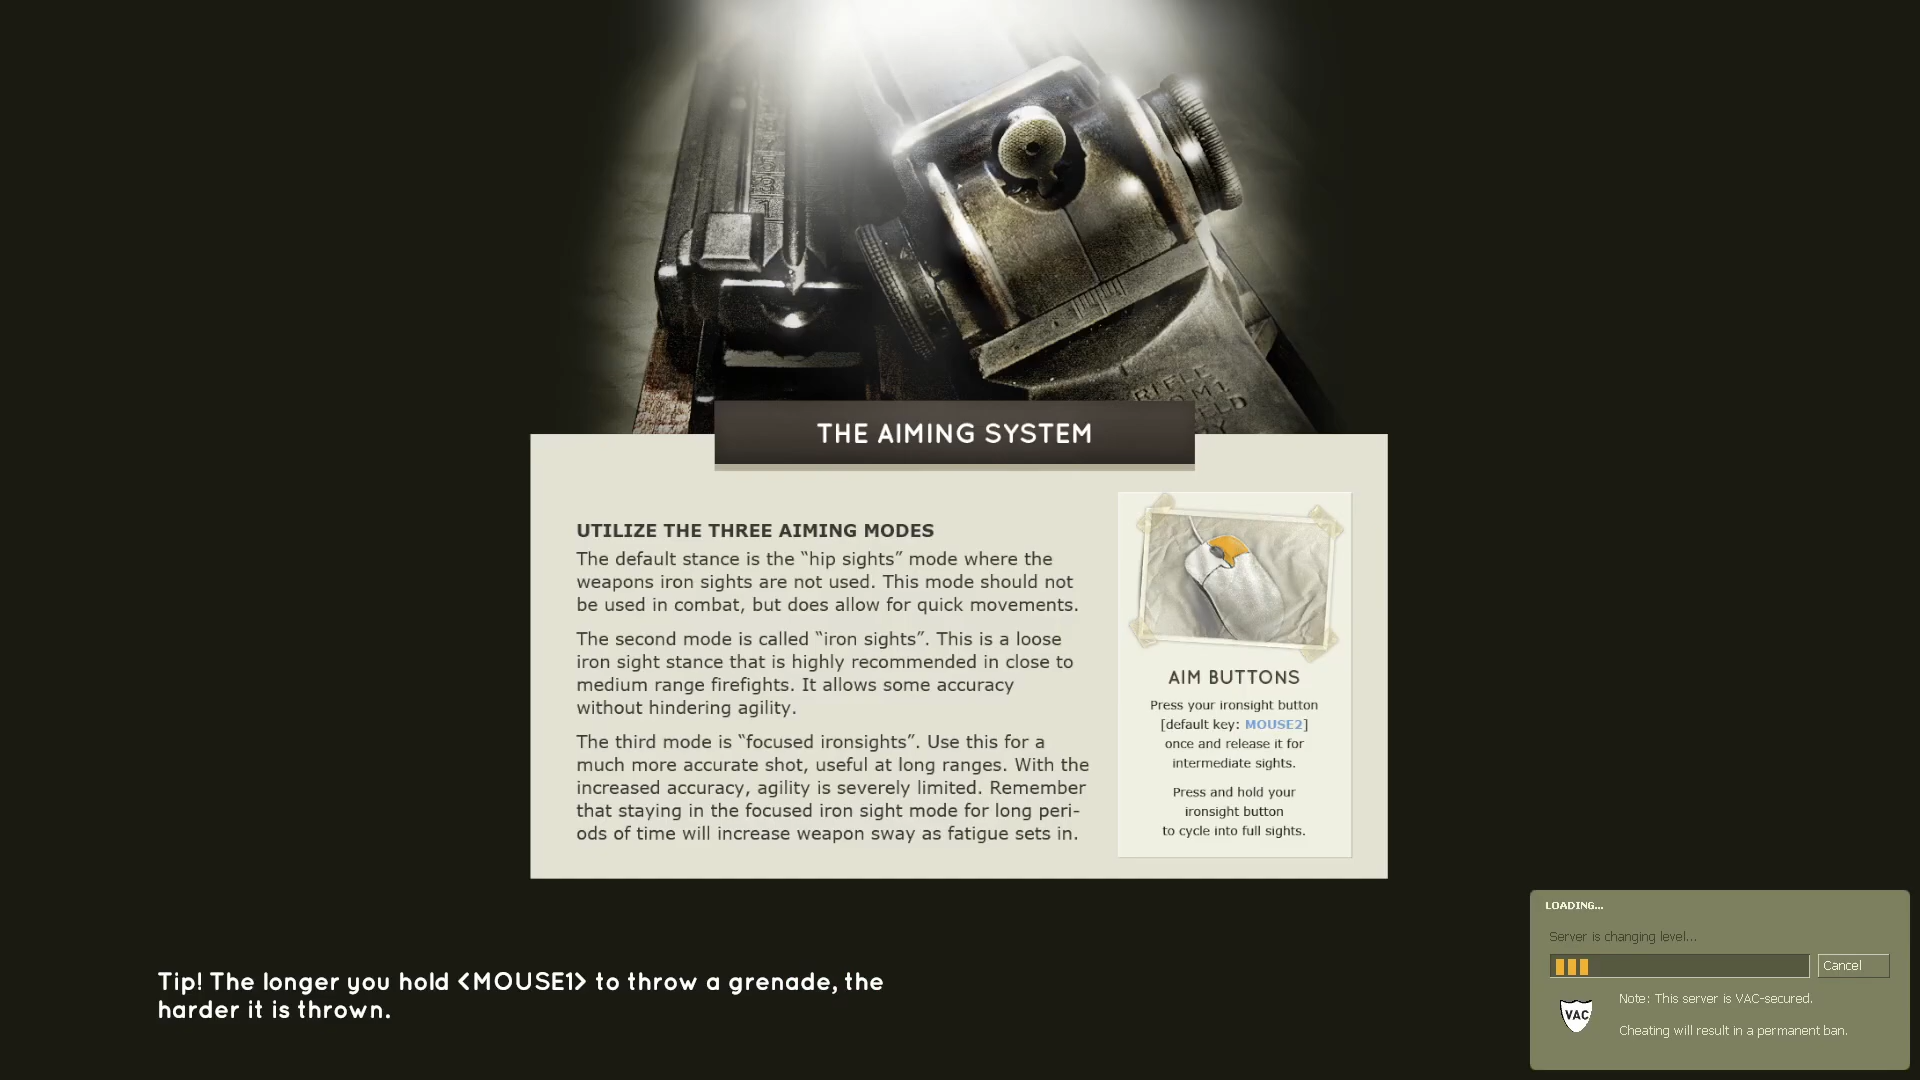 RIFLE
M1
THE AIMING SYSTEM
UTILIZE THE THREE AIMING MODES
The default stance is the “hip sights” mode where the
weapons iron sights are not used. This mode should not
be used in combat, but does allow for quick movements.
The second mode is called “iron sights”. This is a loose
iron sight stance that is highly recommended in close to
medium range firefights. It allows some accuracy
without hindering agility.
The third mode is “focused ironsights”. Use this for a
much more accurate shot, useful at long ranges. With the
increased accuracy, agility is severely limited. Remember
that staying in the focused iron sight mode for long peri-
ods of time will increase weapon sway as fatigue sets in.
AIM BUTTONS
Press your ironsight button
[default key: MOUSE2]
once and release it for
intermediate sights.
Press and hold your
ironsight button
to cycle into full sights.
Tip! The longer you hold <MOUSE1> to throw a grenade, the
harder it is thrown.
LOADING...
Server is changing level...
Cancel
VAC
Note: This server is VAC-secured.
Cheating will result in a permanent ban.